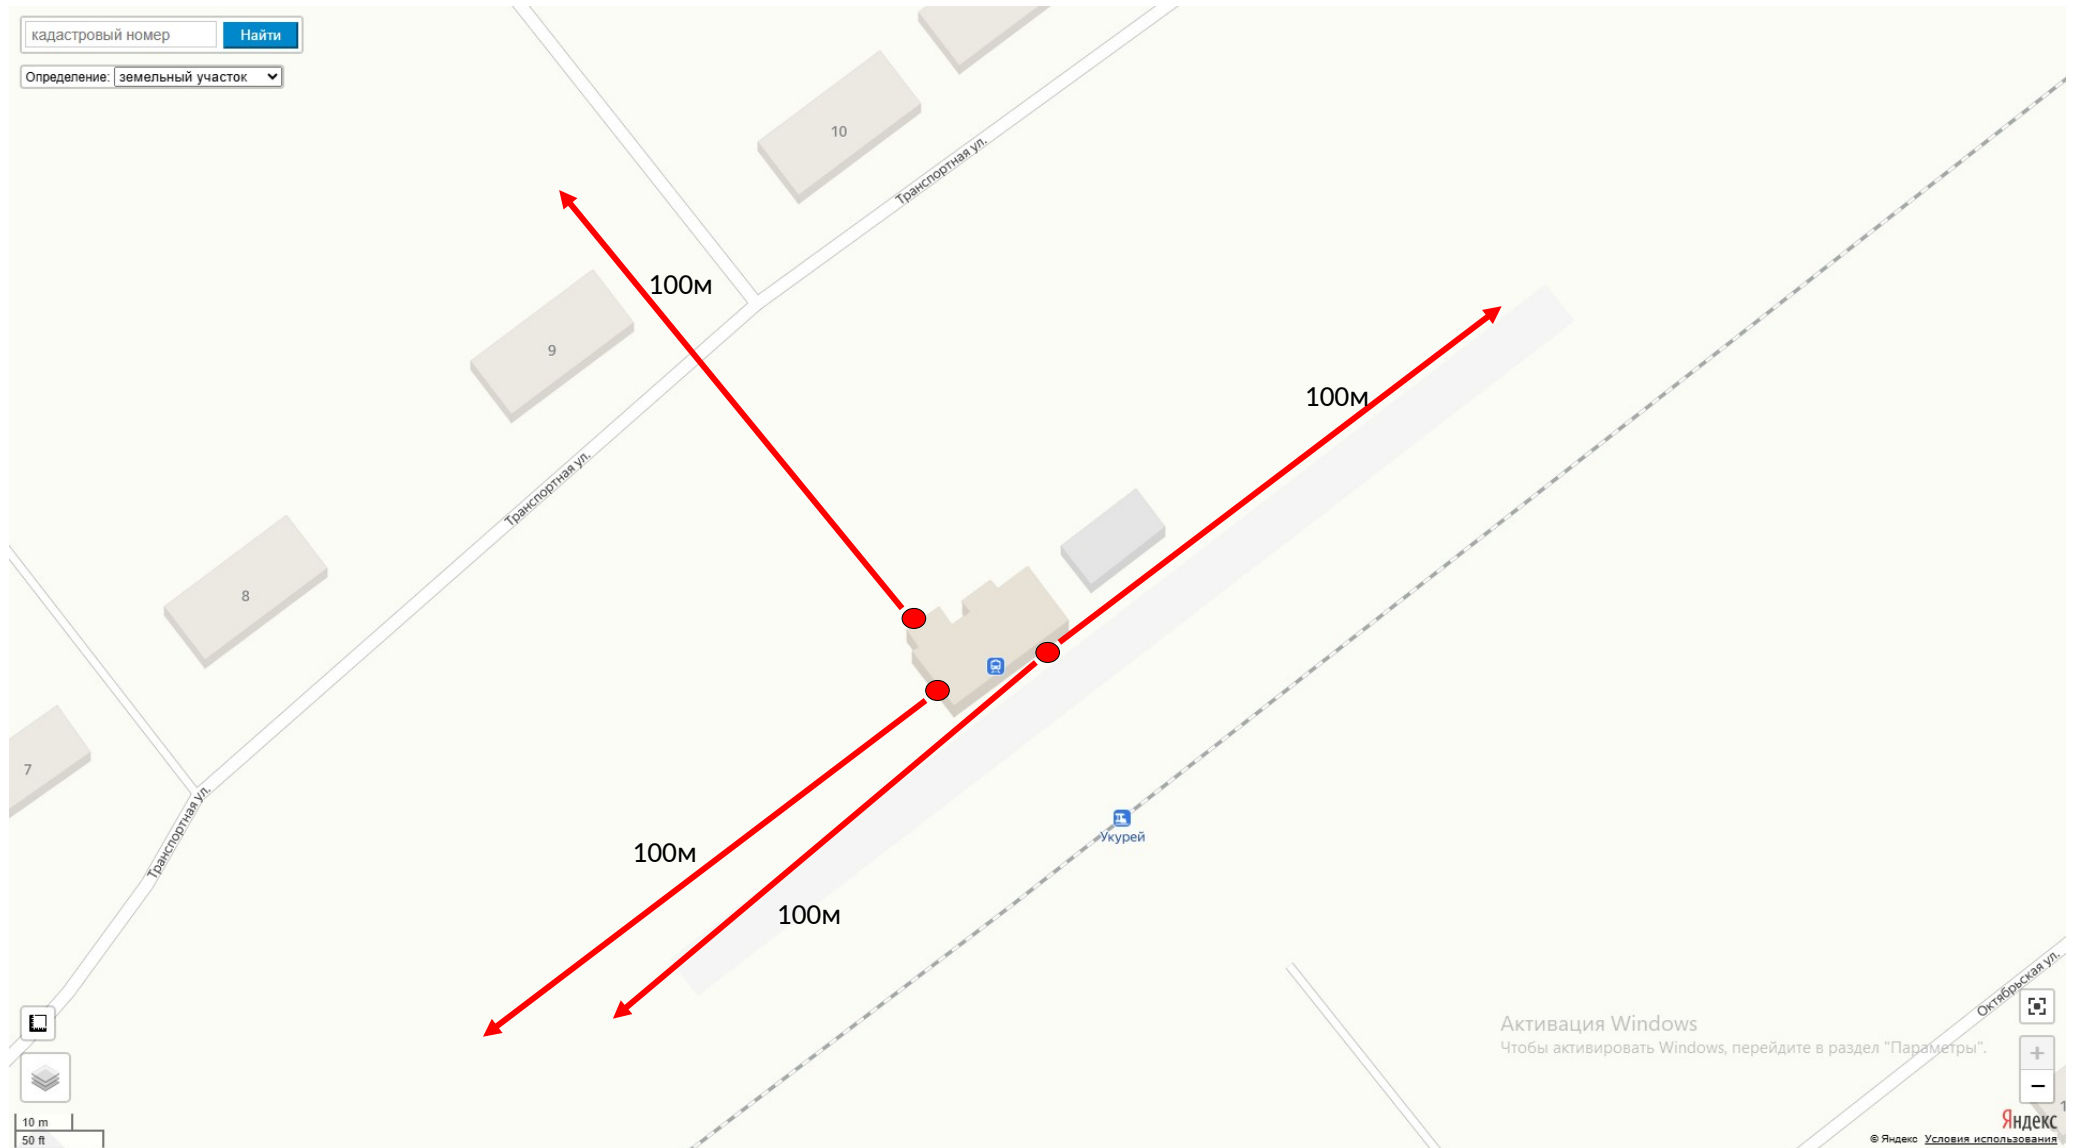 кадастровый номер
Найти
Определение: земельный участок
10
Транспортная ул.
100м
9
100м
Транспортная ул.
8
7
Транспортная ул.
Укурей
100м
100м
Октябрьская ул.
Активация Windows
Чтобы активировать Windows, перейдите в раздел "Параметры".
+
−
10 m
50 ft
1
Яндекс
© Яндекс Условия использования